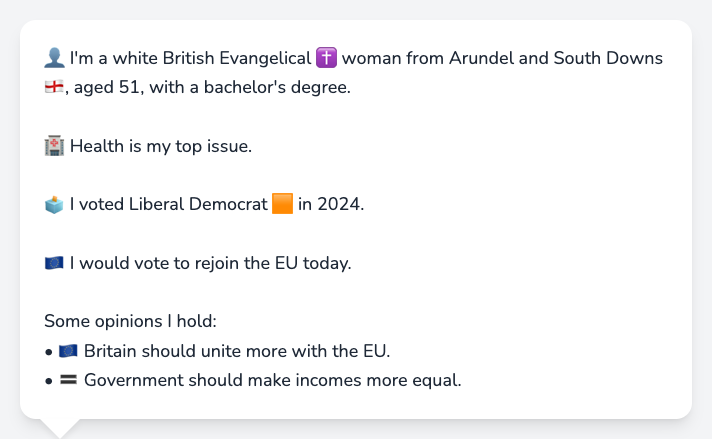 👤 I'm a white British Evangelical ✝️ woman from Arundel and South Downs
🏴󠁧󠁢󠁥󠁮󠁧󠁿, aged 51, with a bachelor's degree.
🏥 Health is my top issue.
🗳️ I voted Liberal Democrat 🟧 in 2024.
🇪🇺 I would vote to rejoin the EU today.
Some opinions I hold:
• 🇪🇺 Britain should unite more with the EU.
• 🟰 Government should make incomes more equal.